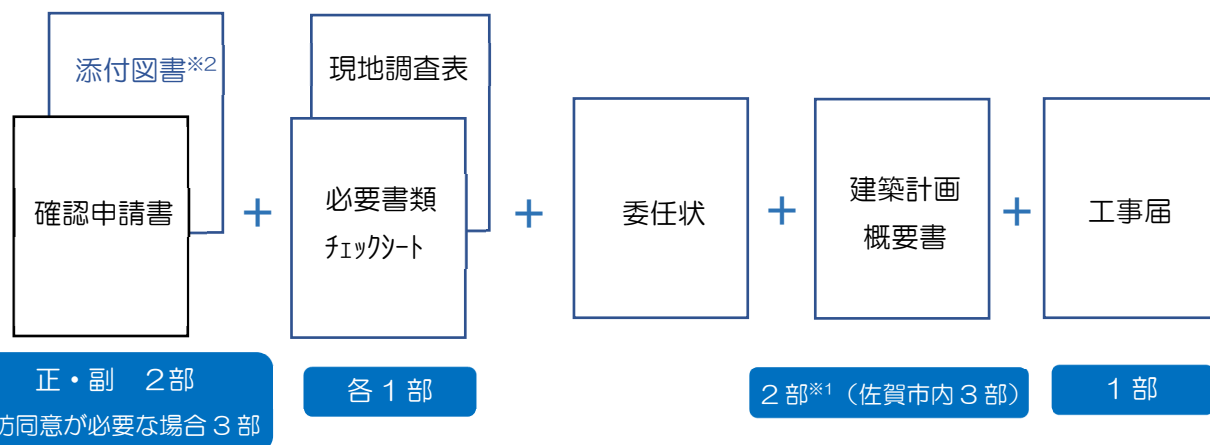 添付図書※2
確認申請書
+
現地調査表
必要書類
ﾁｪｯｸｼｰﾄ
+
委任状
+
建築計画
概要書
+
工事届
正・副 2部
防同意が必要な場合3部
各1部
2部※1（佐賀市内3部）
1部